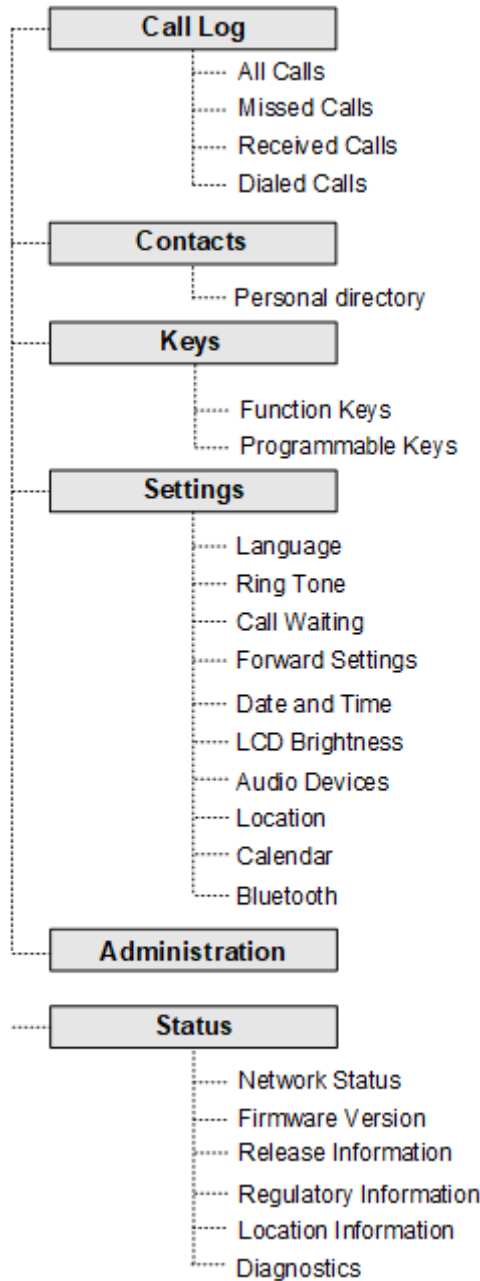 Call Log
All Calls
Missed Calls
Received Calls
Dialed Calls
Contacts
Personal directory
Keys
Function Keys
Programmable Keys
Settings
Language
Ring Tone
Call Waiting
Forward Settings
Date and Time
LCD Brightness
Audio Devices
Location
Calendar
Bluetooth
Administration
Status
Network Status
Firmware Version
Release Information
Regulatory Information
Location Information
Diagnostics